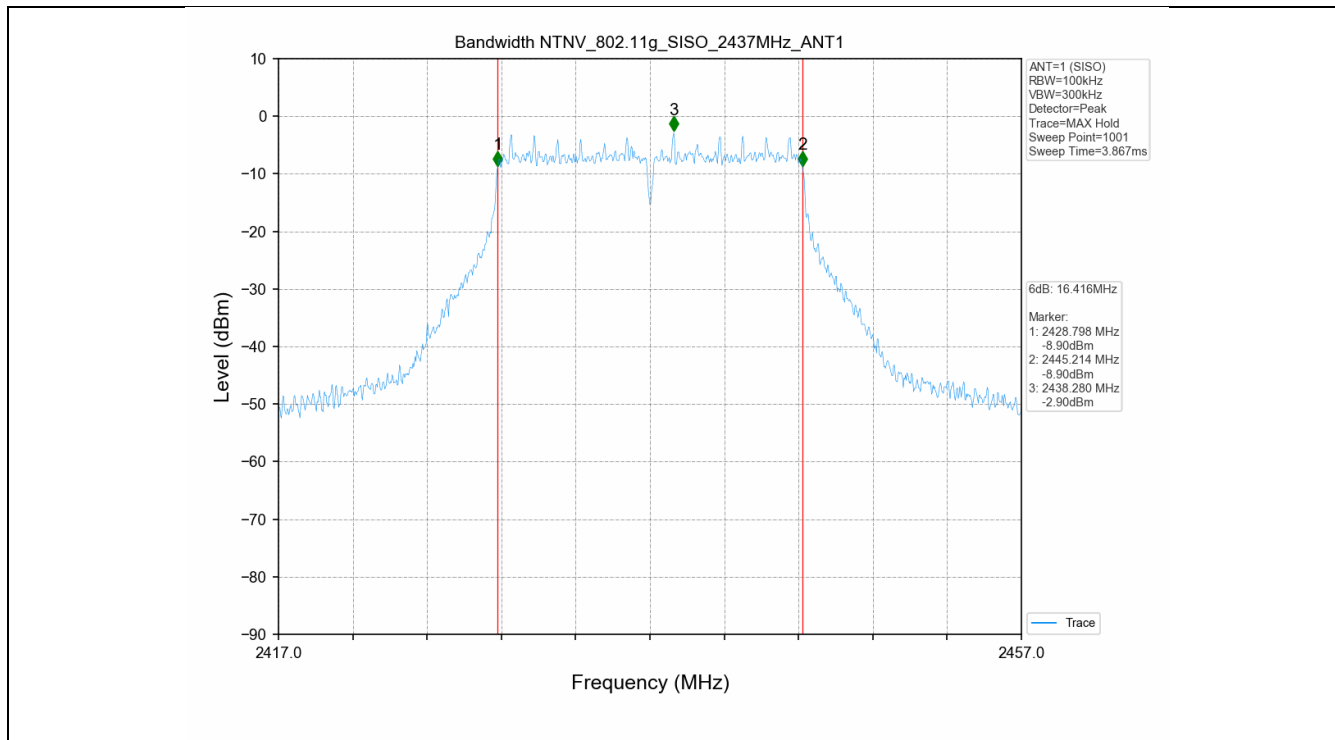 Bandwidth NTNV_802.11g_SISO_2437MHz_ANT1
ANT=1 (SISO)
RBW=100kHz
VBW=300kHz
Detector=Peak
Trace=MAX Hold
Sweep Point=1001
Sweep Time=3.867ms
10
0
−10
−20
−30
−40
−50
−60
−70
−80
−90
Level (dBm)
1
3
2
6dB: 16.416MHz
Marker:
1: 2428.798 MHz
-8.90dBm
2: 2445.214 MHz
-8.90dBm
3: 2438.280 MHz
-2.90dBm
Trace
2417.0
2457.0
Frequency (MHz)